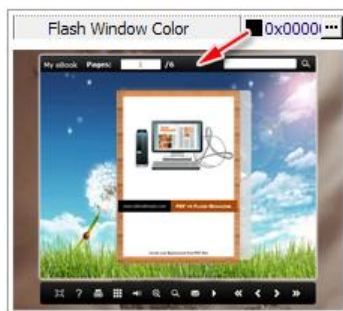 Flash Window Color
0x0000
My eBook Pages: 1 /6
PDF to Flash Magazine